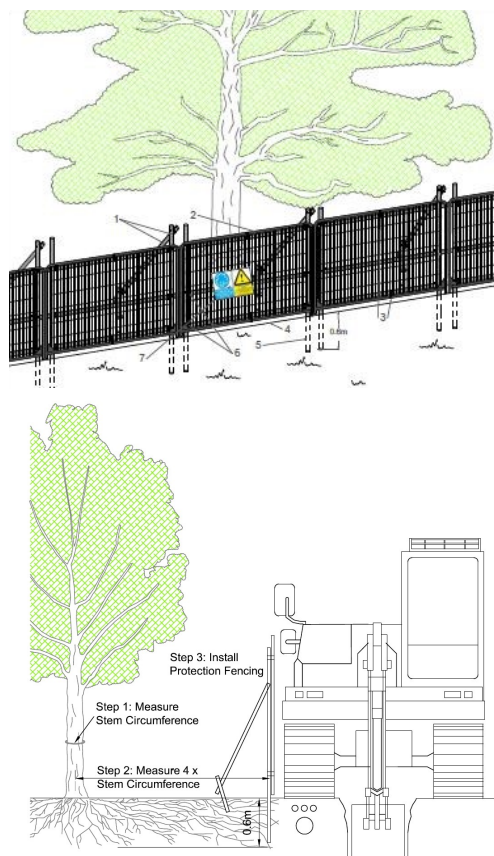 1
2
3
4
5
6
7
0.6m
Step 3: Install
Protection Fencing
Step 1: Measure
Stem Circumference
Step 2: Measure 4 x
Stem Circumference
0.6m